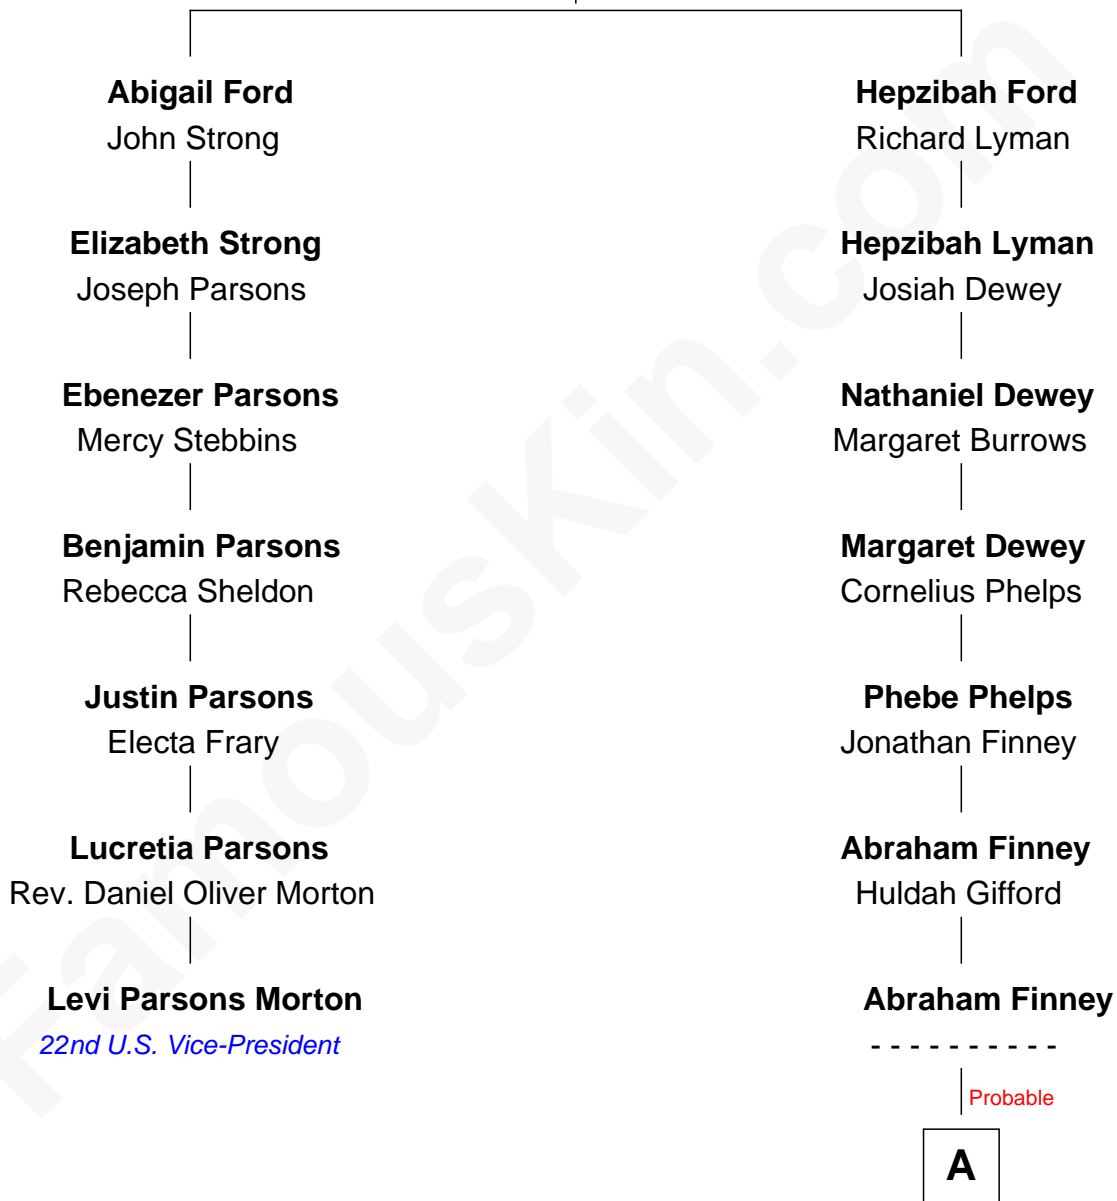 Abigail Ford
John Strong
Elizabeth Strong
Joseph Parsons
Ebenezer Parsons
Mercy Stebbins
Benjamin Parsons
Rebecca Sheldon
Justin Parsons
Electa Frary
Lucretia Parsons
Rev. Daniel Oliver Morton
Levi Parsons Morton
22nd U.S. Vice-President
Hepzibah Ford
Richard Lyman
Hepzibah Lyman
Josiah Dewey
Nathaniel Dewey
Margaret Burrows
Margaret Dewey
Cornelius Phelps
Phebe Phelps
Jonathan Finney
Abraham Finney
Huldah Gifford
Abraham Finney
- - - - - - - - - -
Probable
A
FamousKin.com